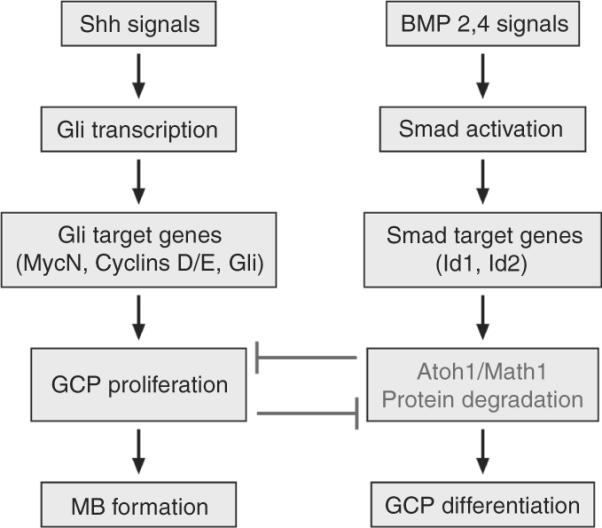 Shh signals
Gli transcription
Gli target genes
(MycN, Cyclins D/E, Gli)
GCP proliferation
MB formation
BMP 2,4 signals
Smad activation
Smad target genes
(Id1, Id2)
Atoh1/Math1
Protein degradation
GCP differentiation